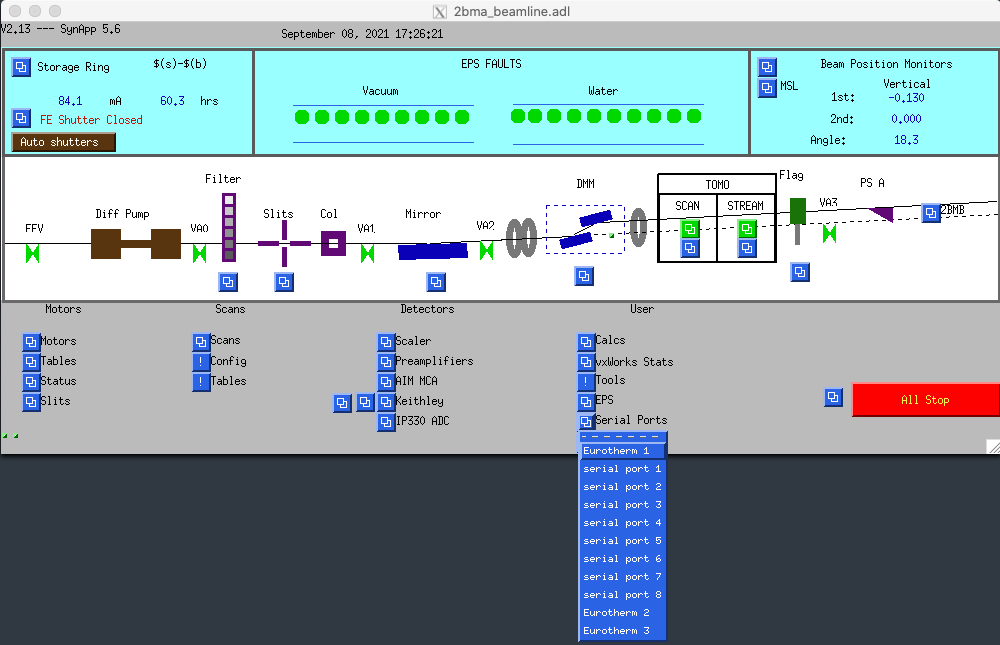 2bma_beamline.adl
V2.13 --- SynApp 5.6
September 08, 2021 17:26:21
Storage Ring $(s)-$(b)
84.1 mA 60.3 hrs
FE Shutter Closed
Auto shutters
EPS FAULTS
Vacuum Water
Beam Position Monitors
MSL
Vertical
1st: -0.130
2nd: 0.000
Angle: 18.3
Filter
DMM
TOMO
Flag
PS A
SCAN STREAM
Diff Pump
Slits
Col
Mirror
VA3
2BMB
FFV
VA0
VA1
VA2
Motors
Motors
Tables
Status
Slits
Scans
Scans
! Config
! Tables
Detectors
Scaler
Preamplifiers
AIM MCA
Keithley
IP330 ADC
User
Calcs
vxWorks Stats
! Tools
EPS
Serial Ports
All Stop
Eurotherm 1
serial port 1
serial port 2
serial port 3
serial port 4
serial port 5
serial port 6
serial port 7
serial port 8
Eurotherm 2
Eurotherm 3